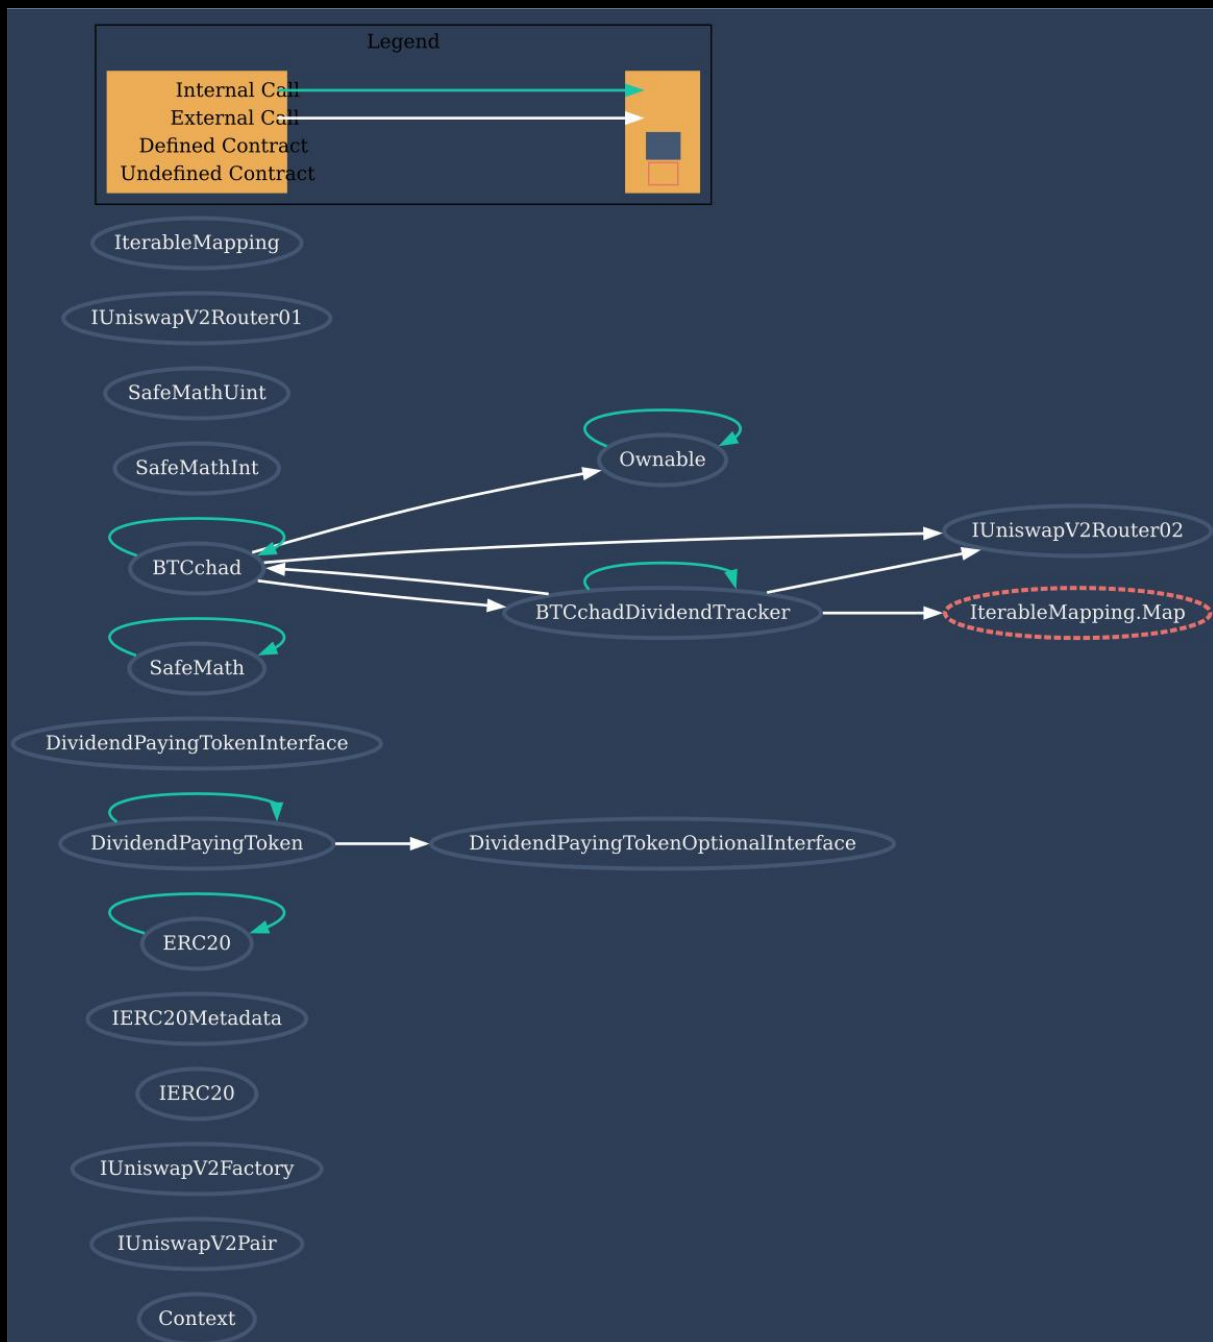 Legend
Internal Call
External Call
Defined Contract
Undefined Contract
IterableMapping
IUniswapV2Router01
SafeMathUint
SafeMathInt
Ownable
IUniswapV2Router02
BTCchad
BTCchadDividendTracker
IterableMapping.Map
SafeMath
DividendPayingTokenInterface
DividendPayingToken
DividendPayingTokenOptionalInterface
ERC20
IERC20Metadata
IERC20
IUniswapV2Factory
IUniswapV2Pair
Context